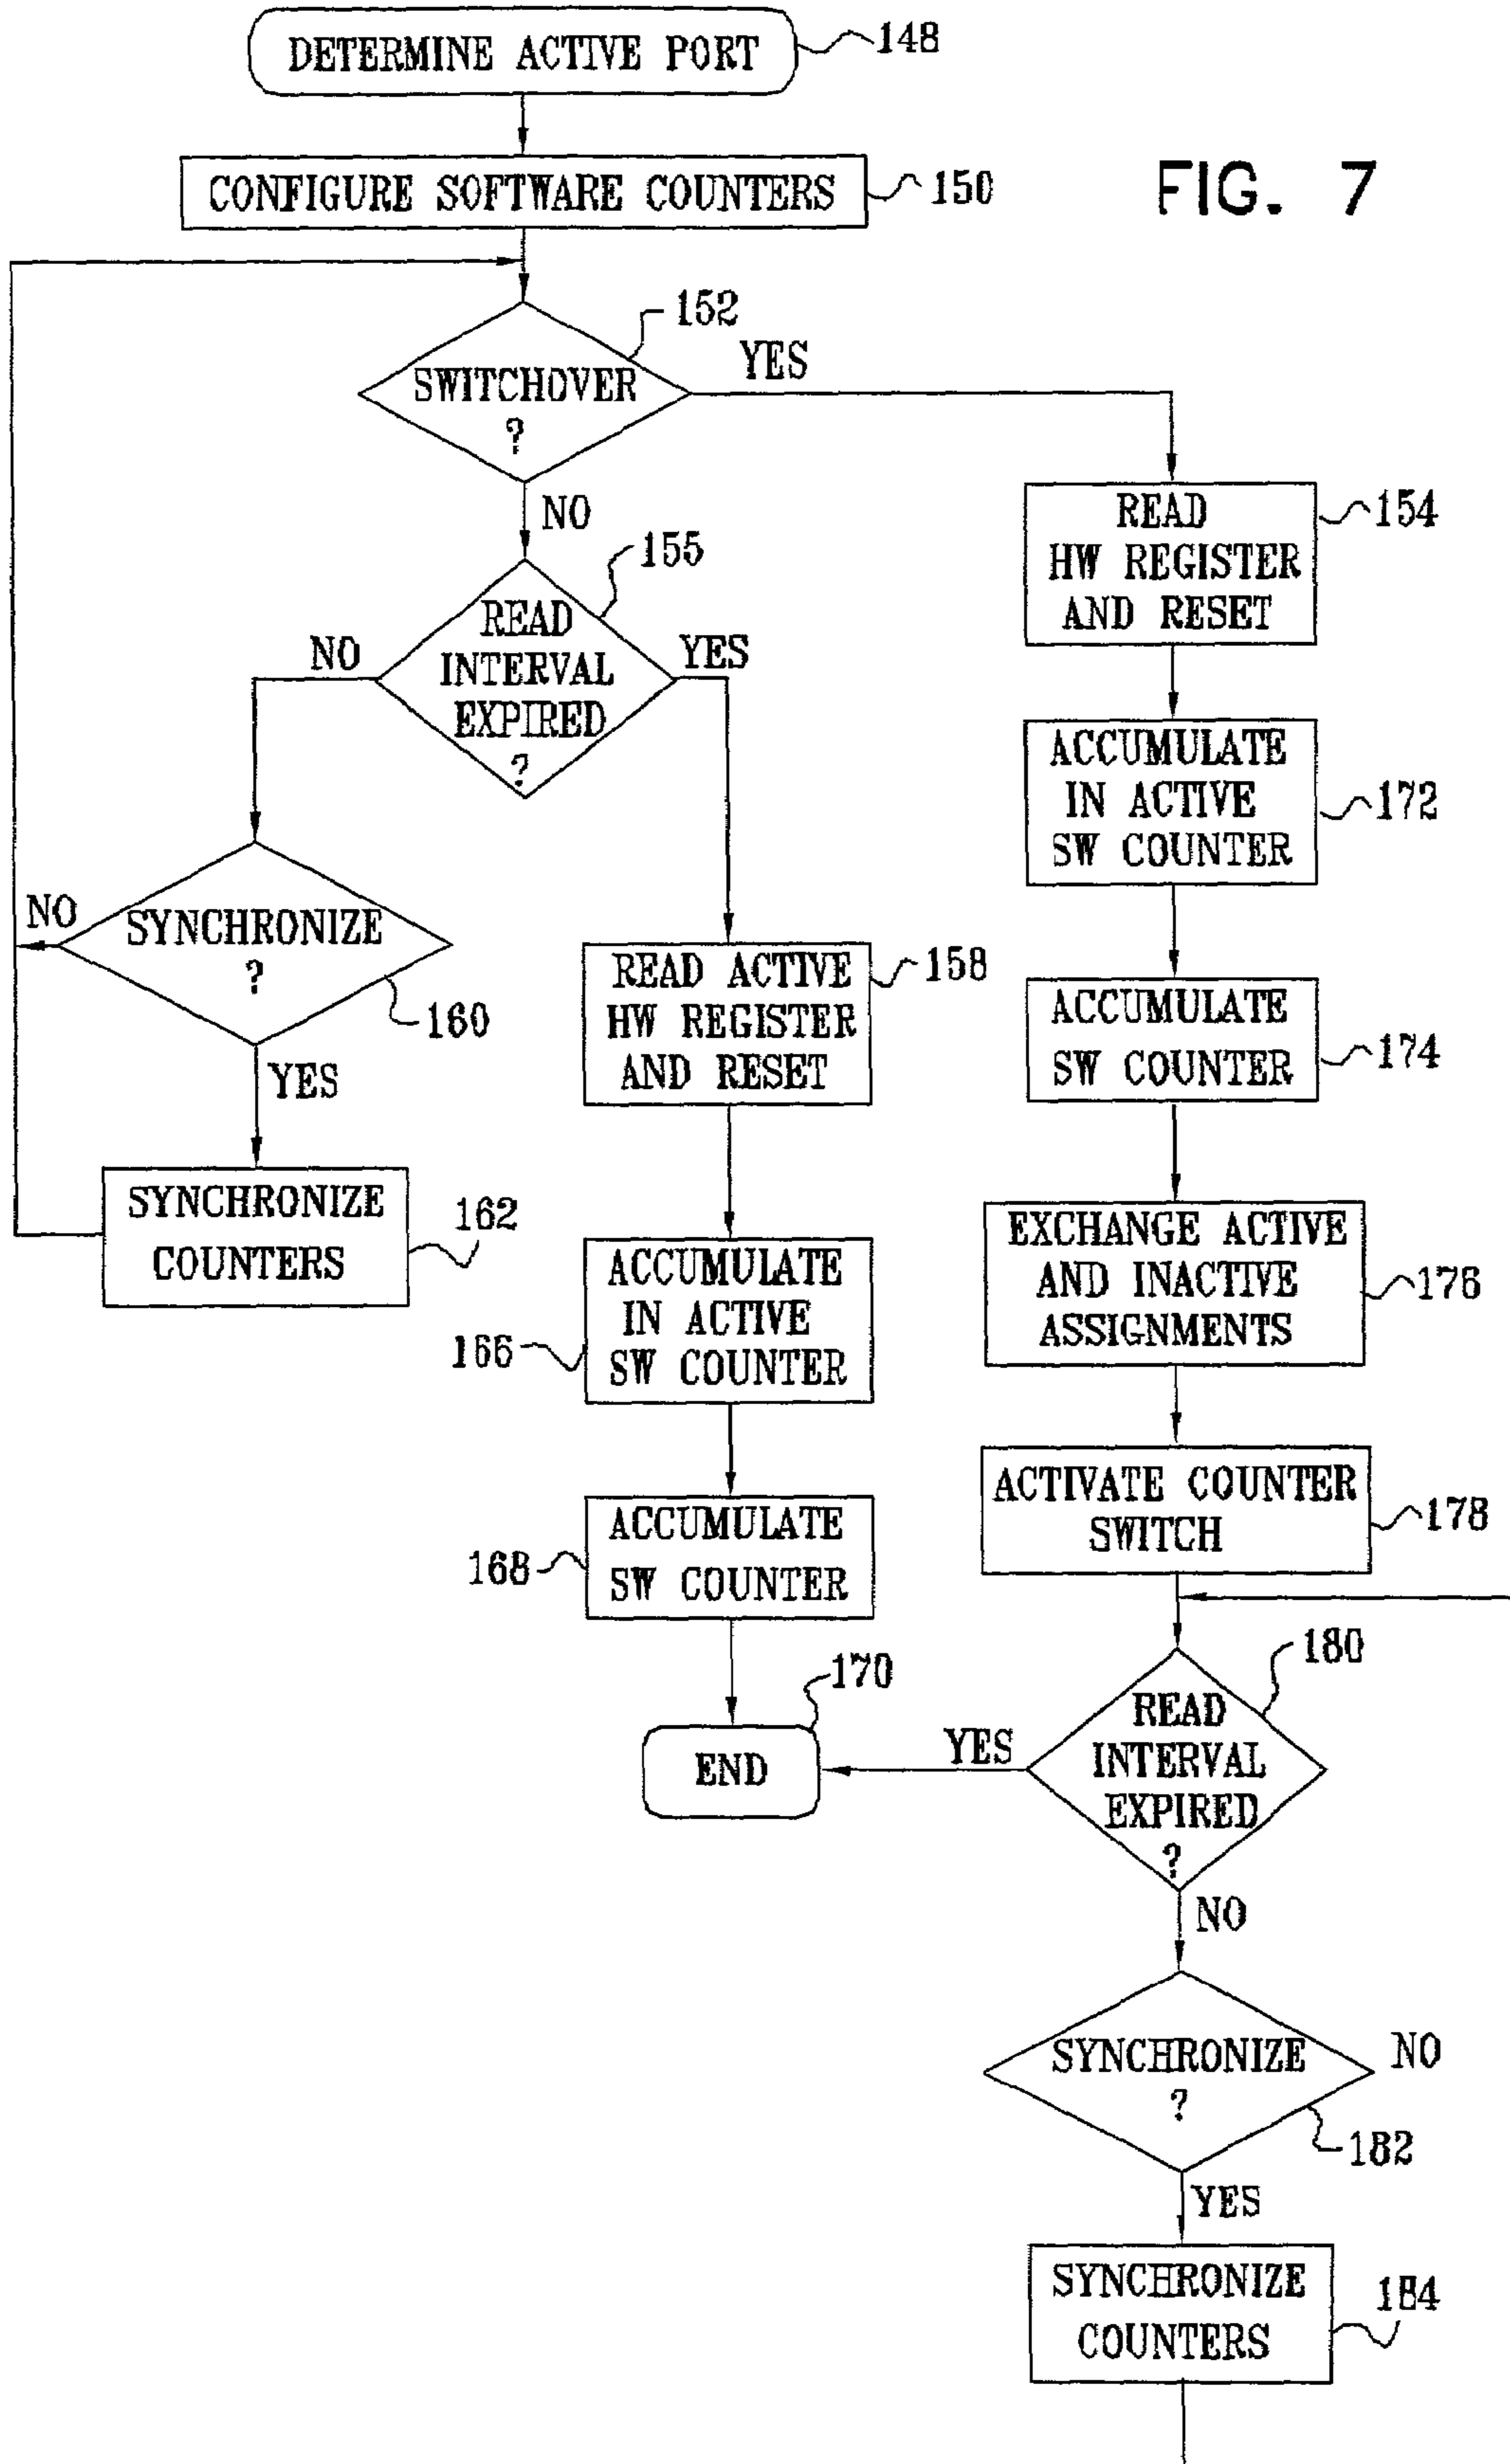 DETERMINE ACTIVE PORT
148
CONFIGURE SOFTWARE COUNTERS
150
FIG. 7
152
SWITCHOVER
?
YES
NO
READ
HW REGISTER
AND RESET
154
155
READ
INTERVAL
EXPIRED
?
NO
YES
ACCUMULATE
IN ACTIVE
SW COUNTER
172
SYNCHRONIZE
?
NO
160
YES
READ ACTIVE
HW REGISTER
AND RESET
158
ACCUMULATE
SW COUNTER
174
SYNCHRONIZE
COUNTERS
162
ACCUMULATE
IN ACTIVE
SW COUNTER
166
EXCHANGE ACTIVE
AND INACTIVE
ASSIGNMENTS
176
ACTIVATE COUNTER
SWITCH
178
ACCUMULATE
SW COUNTER
168
170
END
180
READ
INTERVAL
EXPIRED
?
YES
NO
SYNCHRONIZE
?
NO
182
YES
SYNCHRONIZE
COUNTERS
184